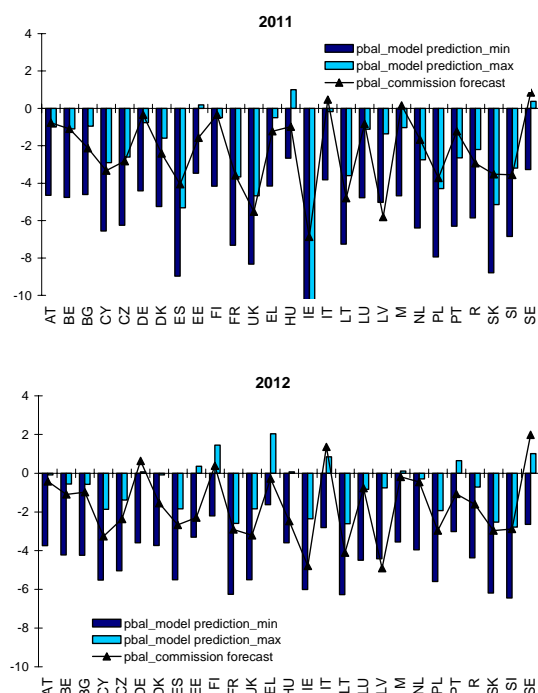 2011
4
2
0
-2
-4
-6
-8
-10
pbal_model prediction_min
pbal_model prediction_max
pbal_commission forecast
AT BE BG CY CZ DE DK ES EE FI FR UK EL HU IE IT LT LU LV M NL PL PT R SK SI SE
2012
4
2
0
-2
-4
-6
-8
-10
pbal_model prediction_min
pbal_model prediction_max
pbal_commission forecast
AT BE BG CY CZ DE DK ES EE FI FR UK EL HU IE IT LT LU LV M NL PL PT R SK SI SE